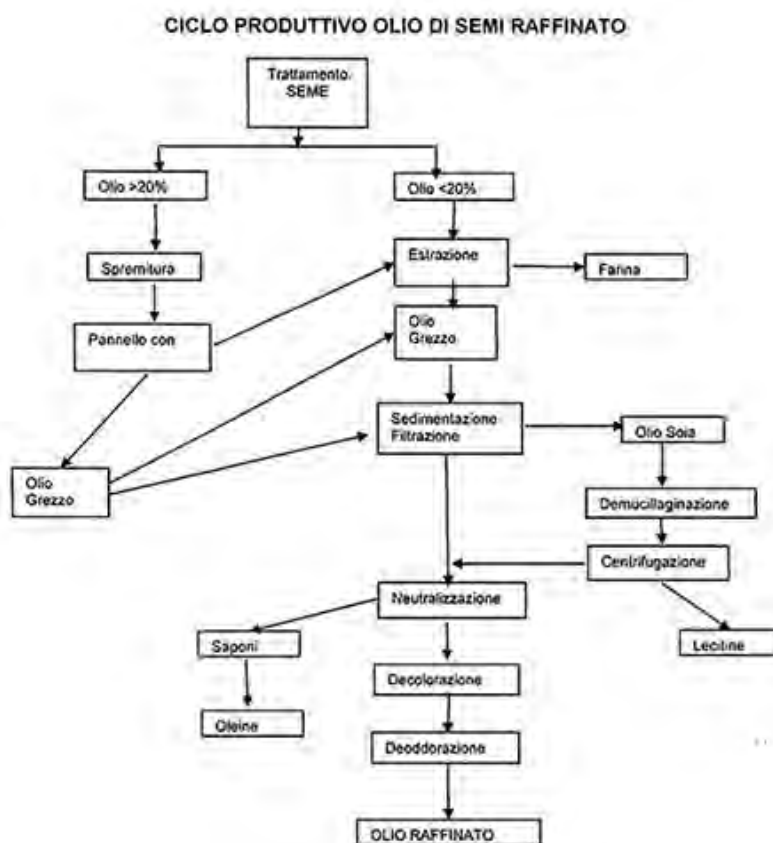 CICLO PRODUTTIVO OLIO DI SEMI RAFFINATO
Trattamento
SEME
Olio >20%
Olio <20%
Spremitura
Estrazione
Farina
Pannello con
Olio
Grezzo
Sedimentazione
Filtrazione
Olio Soia
Olio
Grezzo
Demucillaginazione
Centrifugazione
Neutralizzazione
Saponi
Lecitine
Decolorazione
Oleine
Deoddorazione
OLIO RAFFINATO